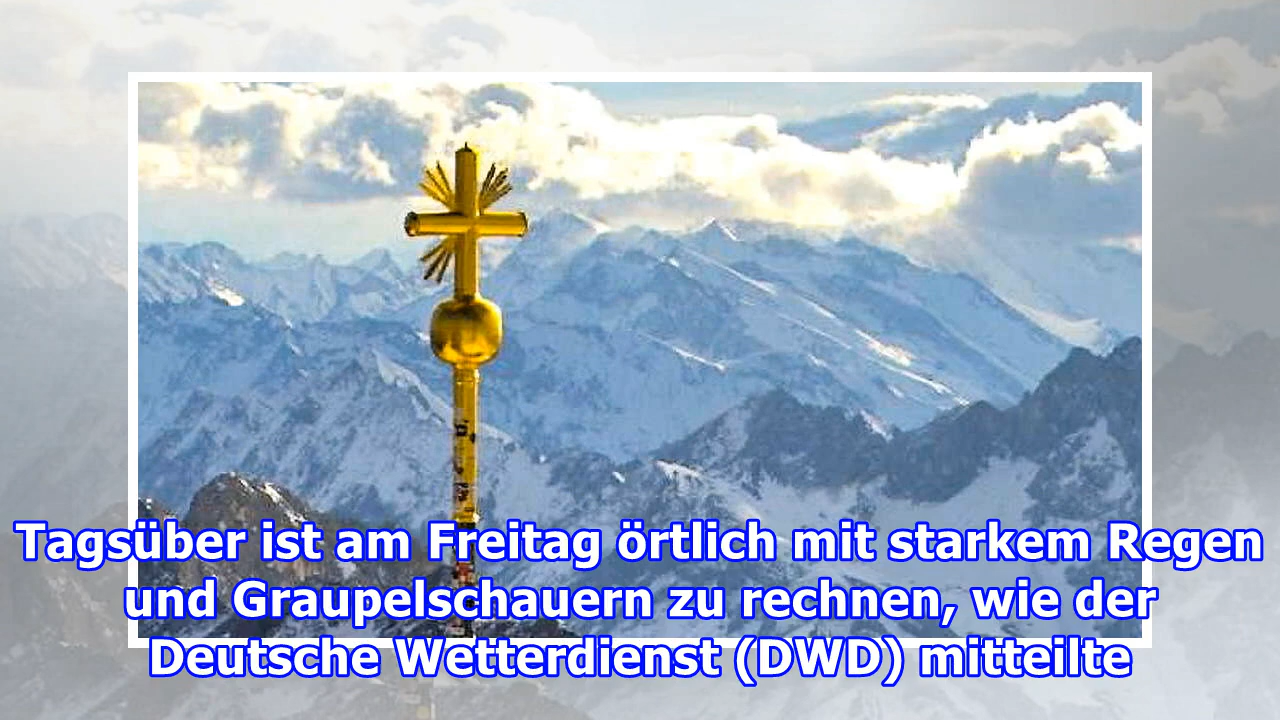 Tagsüber ist am Freitag örtlich mit starkem Regen
und Graupelschauern zu rechnen, wie der
Deutsche Wetterdienst (DWD) mitteilte